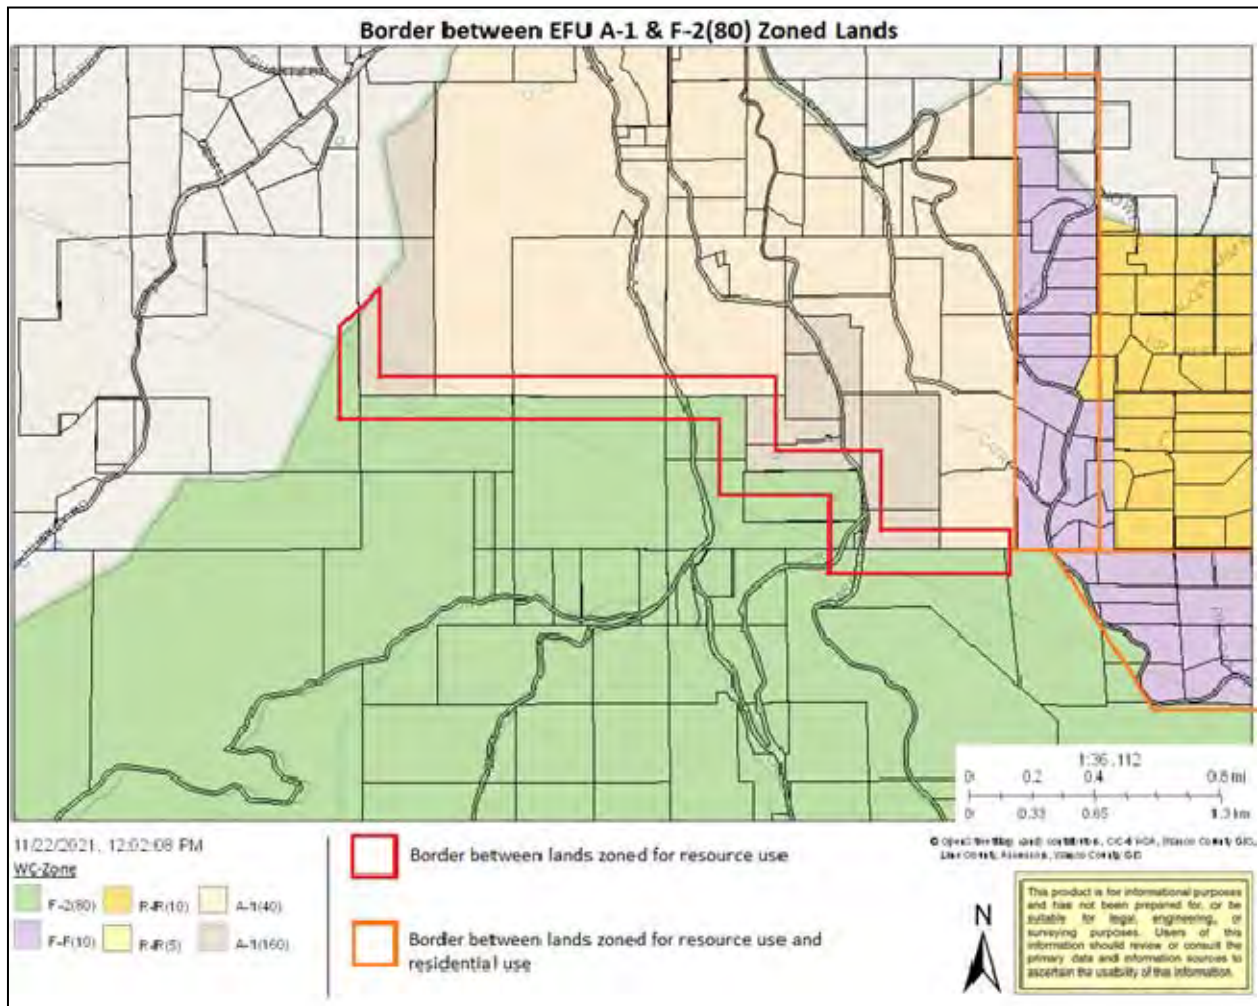 Border between EFU A-1 & F-2(80) Zoned Lands
1:36,112
0 0.2 0.4 0.8 mi
0 0.33 0.65 1.3 km
11/22/2021, 12:02:08 PM
WC-Zone
F-2(80) R-R(10) A-1(40)
F-F(10) R-R(5) A-1(160)
Border between lands zoned for resource use
Border between lands zoned for resource use and
residential use
N
This product is for informational purposes
and has not been prepared for, or be
suitable for legal, engineering, or
surveying purposes. Users of this
information should review or consult the
primary data and information sources to
ascertain the usability of this information.